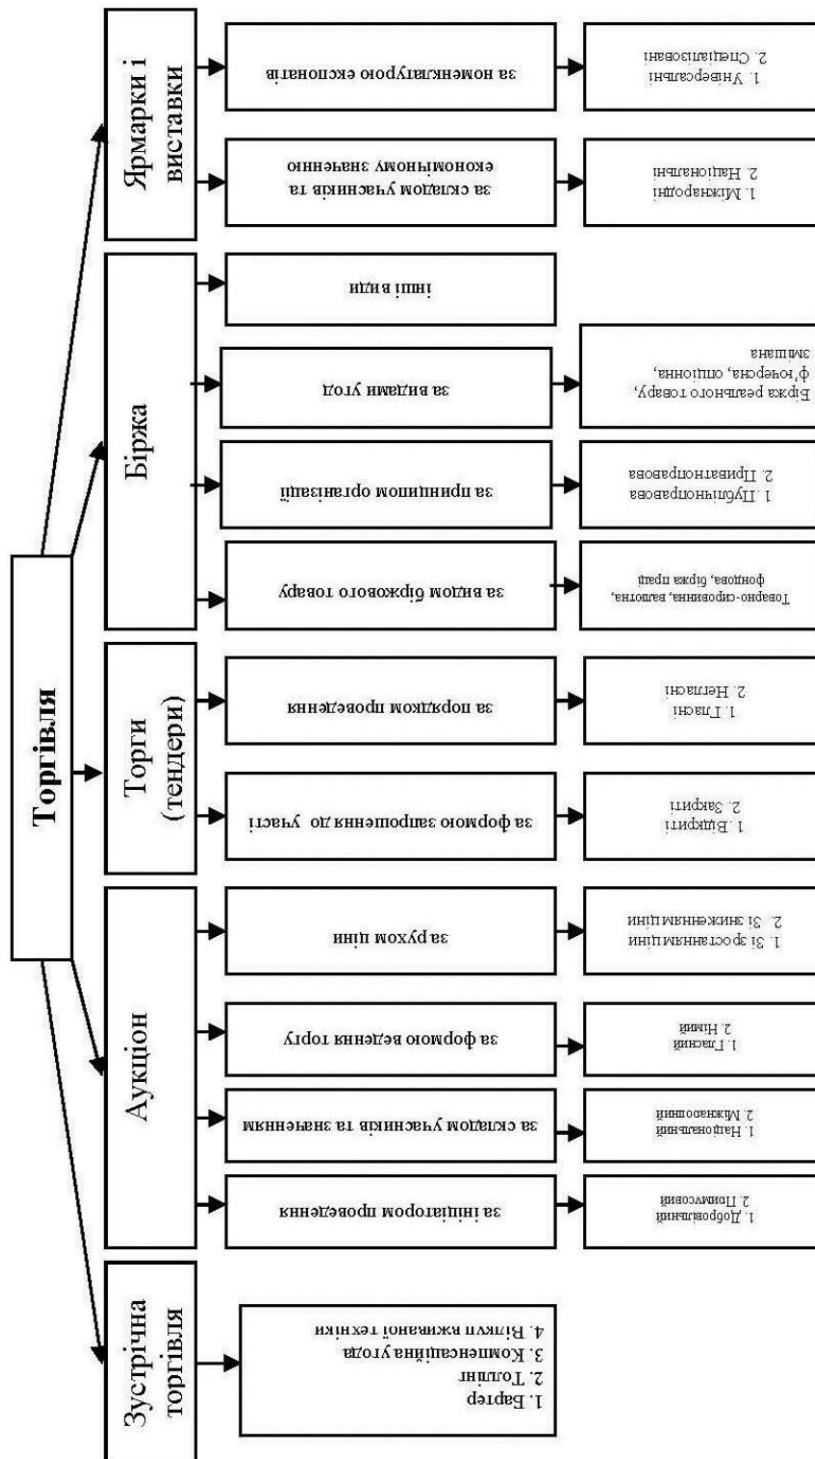 Торгівля
Зустрічна
торгівля
1. Бартер
2. Толлінг
3. Компенсаційна угода
4. Відкуп вживаної техніки
Аукціон
за ініціатором проведення
1. Добровільний
2. Примусовий
за складом учасників та значенням
1. Національний
2. Міжнародний
за формою ведення торгу
1. Гласний
2. Німий
за рухом ціни
1. Зі зростанням ціни
2. Зі зниженням ціни
Торги
(тендери)
за формою запрошення до участі
1. Відкриті
2. Закриті
за порядком проведення
1. Гласні
2. Негласні
Біржа
за видом біржового товару
Товарно-сировинна, валютна,
фондова, біржа праці
за принципом організації
1. Публічноправова
2. Приватноправова
за видами угод
Біржа реального товару,
ф'ючерсна, опціонна,
змішана
інші види
Ярмарки і
виставки
за складом учасників та
економічному значенню
1. Міжнародні
2. Національні
за номенклатурою експонатів
1. Універсальні
2. Спеціалізовані